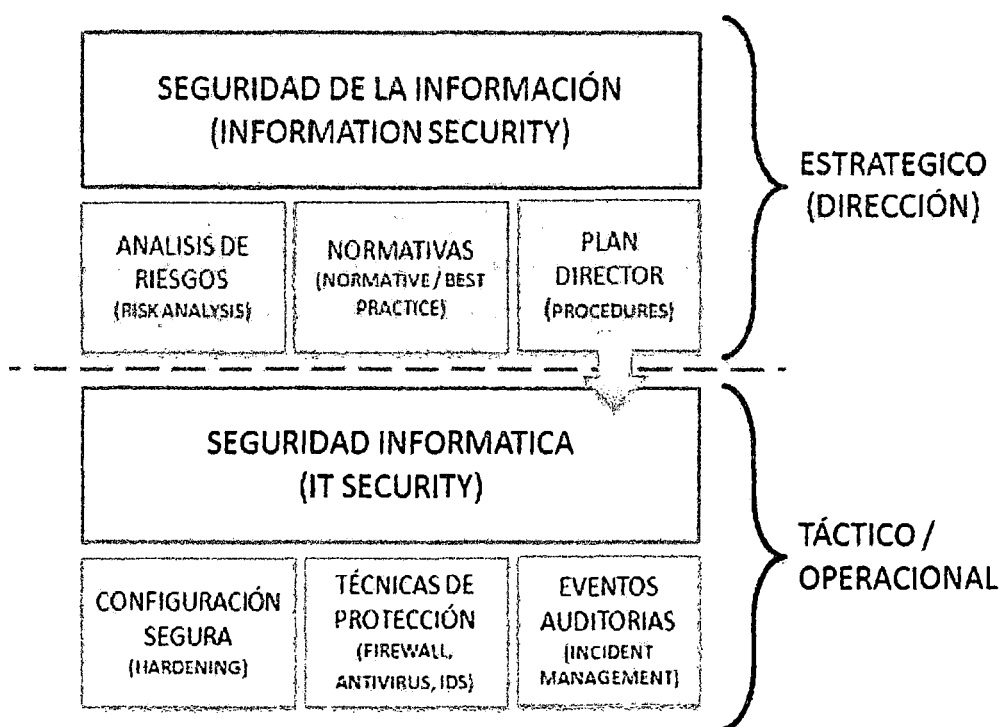 SEGURIDAD DE LA INFORMACIÓN
(INFORMATION SECURITY)
ESTRATEGICO
(DIRECCIÓN)
ANALISIS DE
RIESGOS
(RISK ANALYSIS)
NORMATIVAS
(NORMATIVE / BEST
PRACTICE)
PLAN
DIRECTOR
(PROCEDURES)
SEGURIDAD INFORMATICA
(IT SECURITY)
TÁCTICO /
OPERACIONAL
CONFIGURACIÓN
SEGURA
(HARDENING)
TÉCNICAS DE
PROTECCIÓN
(FIREWALL,
ANTIVIRUS, IDS)
EVENTOS
AUDITORIAS
(INCIDENT
MANAGEMENT)